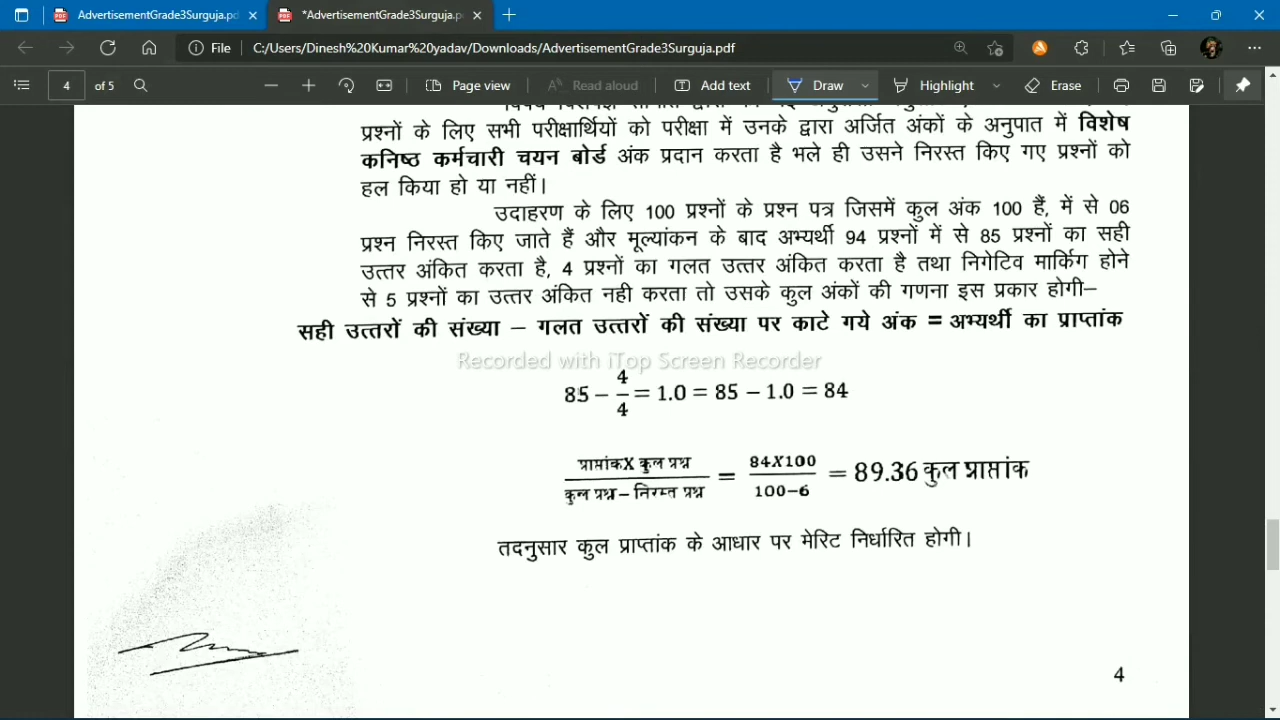 AdvertisementGrade3Surguja.pd
*AdvertisementGrade3Surguja.p
File C:/Users/Dinesh%20Kumar%20yadav/Downloads/AdvertisementGrade3Surguja.pdf
4 of 5 Page view Read aloud Add text Draw Highlight Erase
प्रश्नों के लिए सभी परीक्षार्थियों को परीक्षा में उनके द्वारा अर्जित अंकों के अनुपात में विशेष
कनिष्ठ कर्मचारी चयन बोर्ड अंक प्रदान करता है भले ही उसने निरस्त किए गए प्रश्नों को
हल किया हो या नहीं।
उदाहरण के लिए 100 प्रश्नों के प्रश्न पत्र जिसमें कुल अंक 100 हैं, में से 06
प्रश्न निरस्त किए जाते हैं और मूल्यांकन के बाद अभ्यर्थी 94 प्रश्नों में से 85 प्रश्नों का सही
उत्तर अंकित करता है, 4 प्रश्नों का गलत उत्तर अंकित करता है तथा निगेटिव मार्किग होने
से 5 प्रश्नों का उत्तर अंकित नही करता तो उसके कुल अंकों की गणना इस प्रकार होगी–
सही उत्तरों की संख्या – गलत उत्तरों की संख्या पर काटे गये अंक = अभ्यर्थी का प्राप्तांक
Recorded with iTop Screen Recorder
85 − 4/4 = 1.0 = 85 − 1.0 = 84
प्राप्तांकX कुल प्रश्न / कुल प्रश्न − निरस्त प्रश्न = 84X100 / 100−6 = 89.36 कुल प्राप्तांक
तदनुसार कुल प्राप्तांक के आधार पर मेरिट निर्धारित होगी।
4